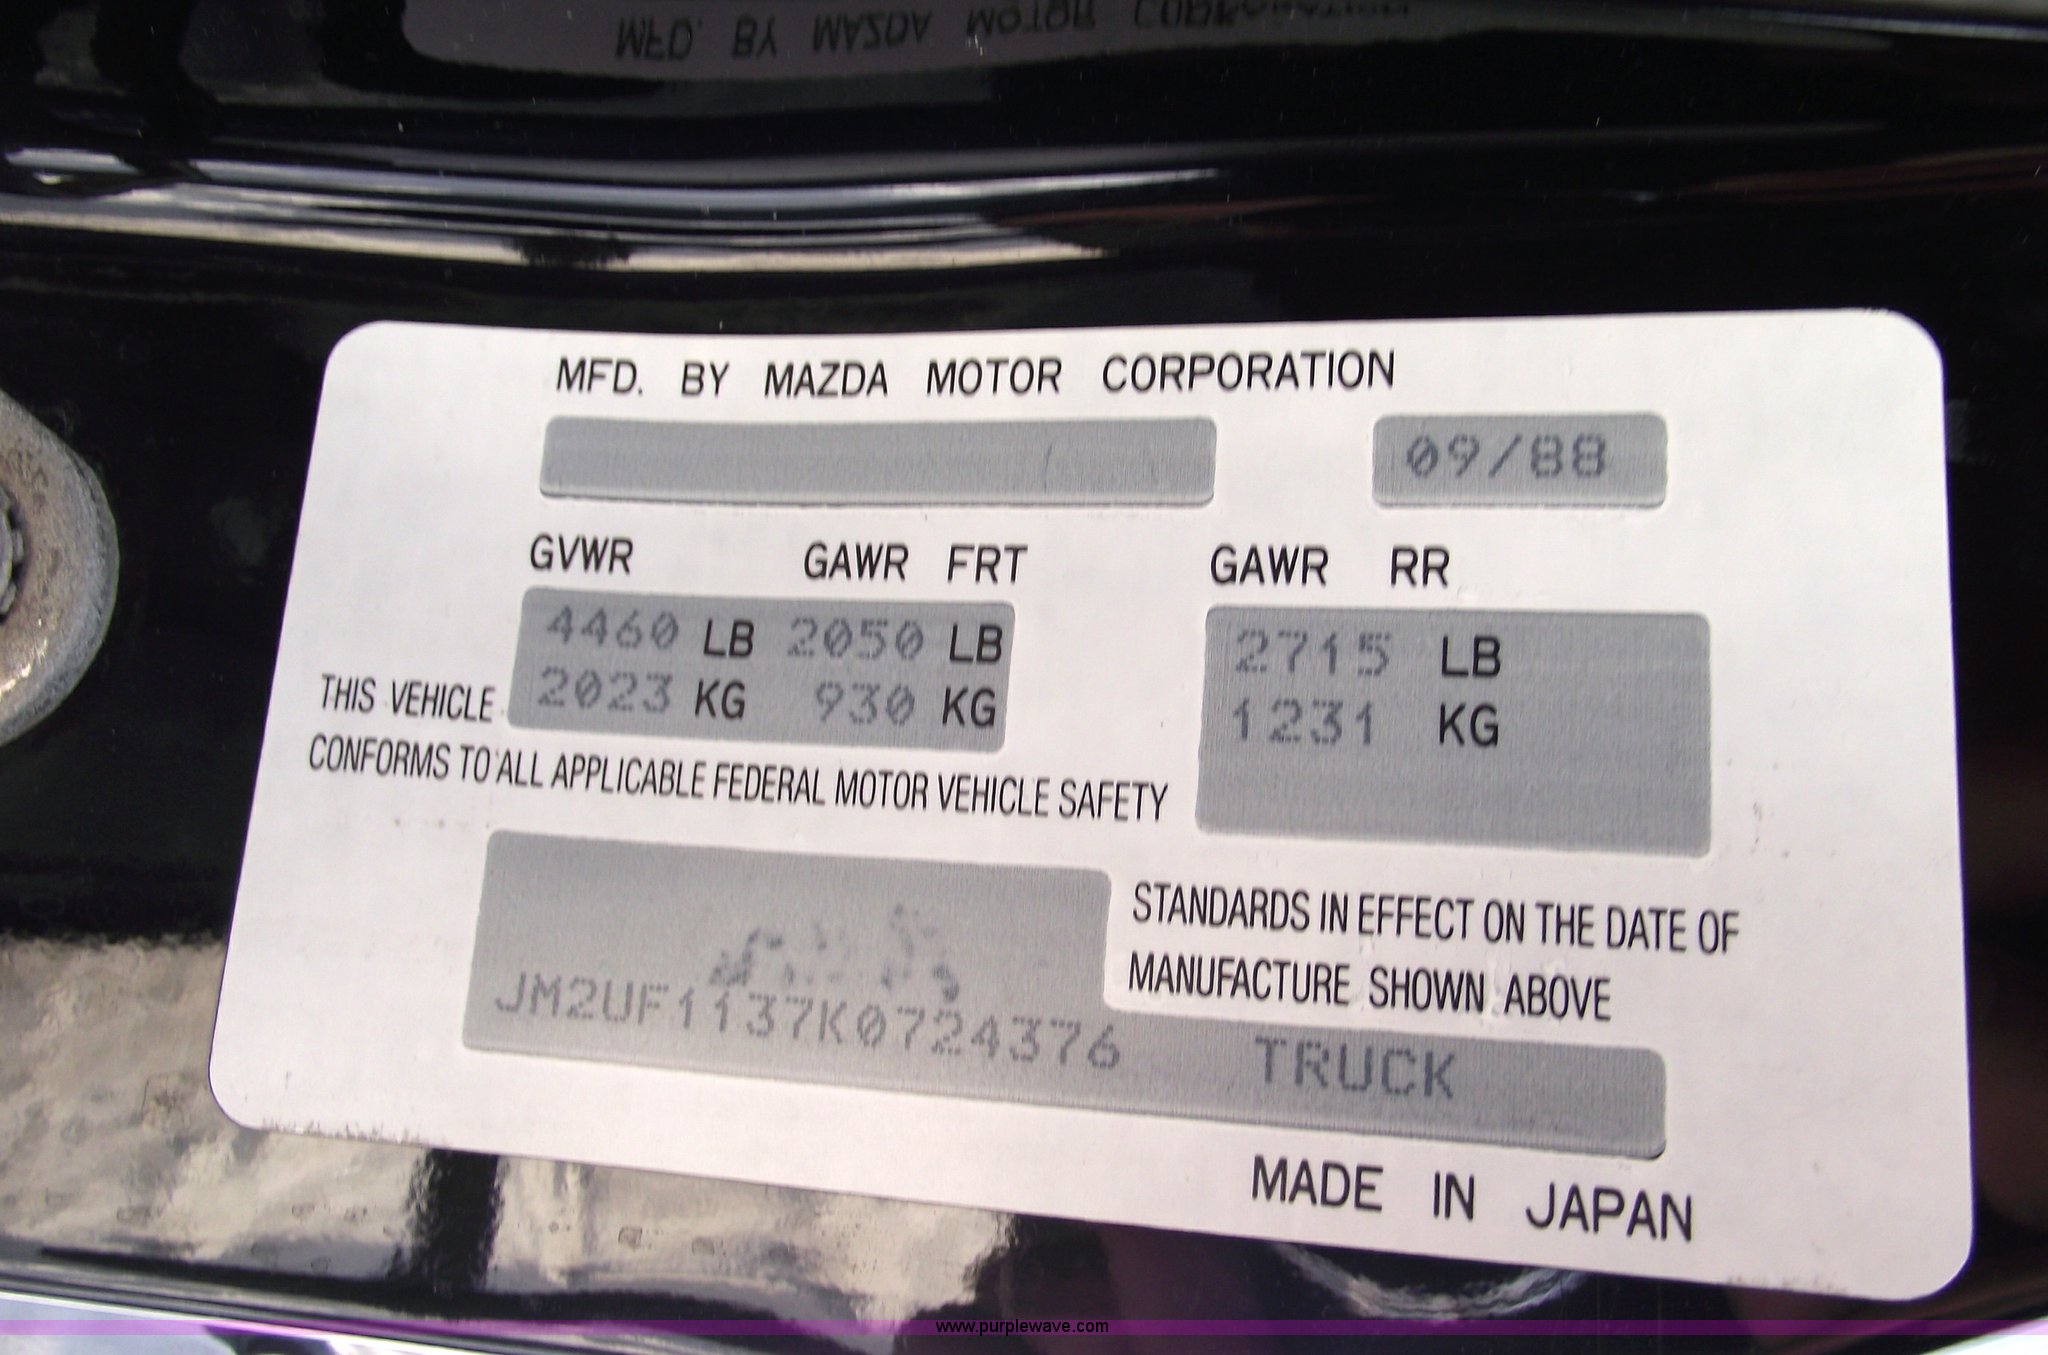 MFD. BY MAZDA MOTOR CORPORATION
MFD. BY MAZDA MOTOR CORPORATION
09/88
GVWR GAWR FRT GAWR RR
4460 LB 2050 LB 2715 LB
2023 KG 930 KG 1231 KG
THIS VEHICLE
CONFORMS TO ALL APPLICABLE FEDERAL MOTOR VEHICLE SAFETY
STANDARDS IN EFFECT ON THE DATE OF
MANUFACTURE SHOWN ABOVE
JM2UF1137K0724376 TRUCK
MADE IN JAPAN
www.purplewave.com